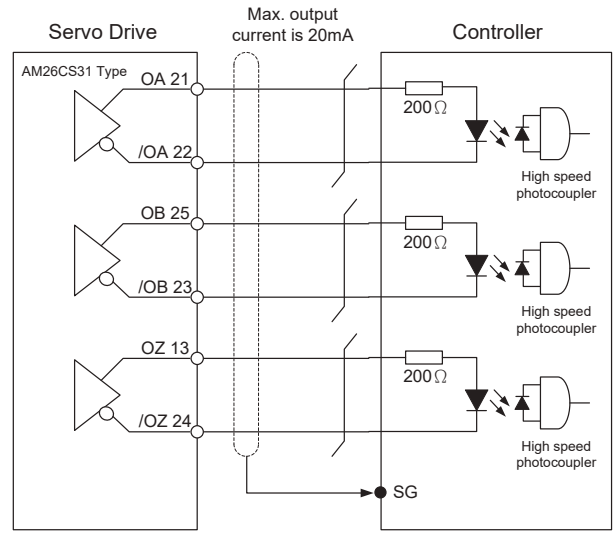 Servo Drive
Max. output
current is 20mA
Controller
AM26CS31 Type
OA 21
200Ω
/OA 22
High speed
photocoupler
OB 25
200Ω
/OB 23
High speed
photocoupler
OZ 13
200Ω
/OZ 24
High speed
photocoupler
SG